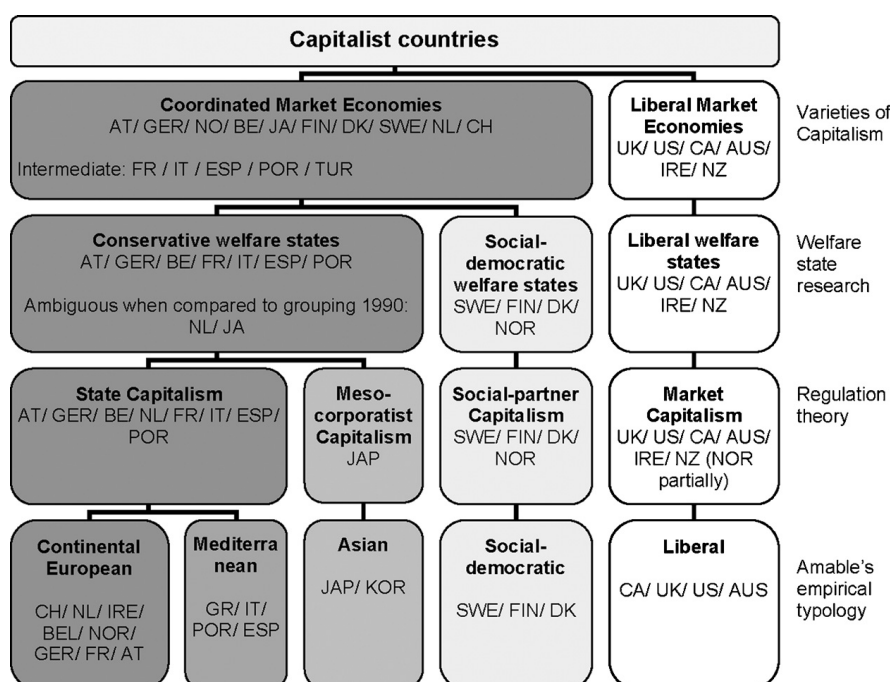 Capitalist countries
Coordinated Market Economies
AT/ GER/ NO/ BE/ JA/ FIN/ DK/ SWE/ NL/ CH
Intermediate: FR / IT / ESP / POR / TUR
Liberal Market
Economies
UK/ US/ CA/ AUS/
IRE/ NZ
Varieties of
Capitalism
Conservative welfare states
AT/ GER/ BE/ FR/ IT/ ESP/ POR
Ambiguous when compared to grouping 1990:
NL/ JA
Social-
democratic
welfare states
SWE/ FIN/ DK/
NOR
Liberal welfare
states
UK/ US/ CA/ AUS/
IRE/ NZ
Welfare
state
research
State Capitalism
AT/ GER/ BE/ NL/ FR/ IT/ ESP/
POR
Meso-
corporatist
Capitalism
JAP
Social-partner
Capitalism
SWE/ FIN/ DK/
NOR
Market
Capitalism
UK/ US/ CA/ AUS/
IRE/ NZ (NOR
partially)
Regulation
theory
Continental
European
CH/ NL/ IRE/
BEL/ NOR/
GER/ FR/ AT
Mediterra
nean
GR/ IT/
POR/ ESP
Asian
JAP/ KOR
Social-
democratic
SWE/ FIN/ DK
Liberal
CA/ UK/ US/ AUS
Amable's
empirical
typology